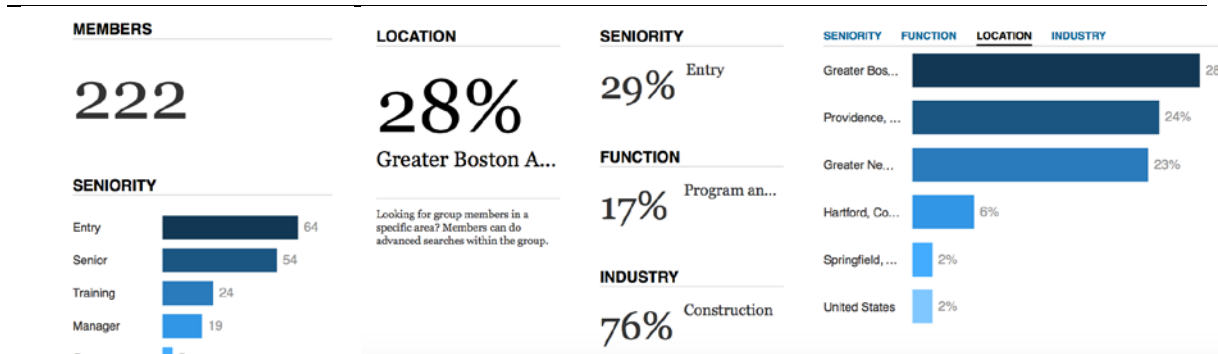 MEMBERS
222
SENIORITY
Entry 64
Senior 54
Training 24
Manager 19
LOCATION
28%
Greater Boston A...
Looking for group members in a
specific area? Members can do
advanced searches within the group.
SENIORITY
29% Entry
FUNCTION
17% Program an...
INDUSTRY
76% Construction
SENIORITY FUNCTION LOCATION INDUSTRY
Greater Bos... 28
Providence, ... 24%
Greater Ne... 23%
Hartford, Co... 6%
Springfield, ... 2%
United States 2%